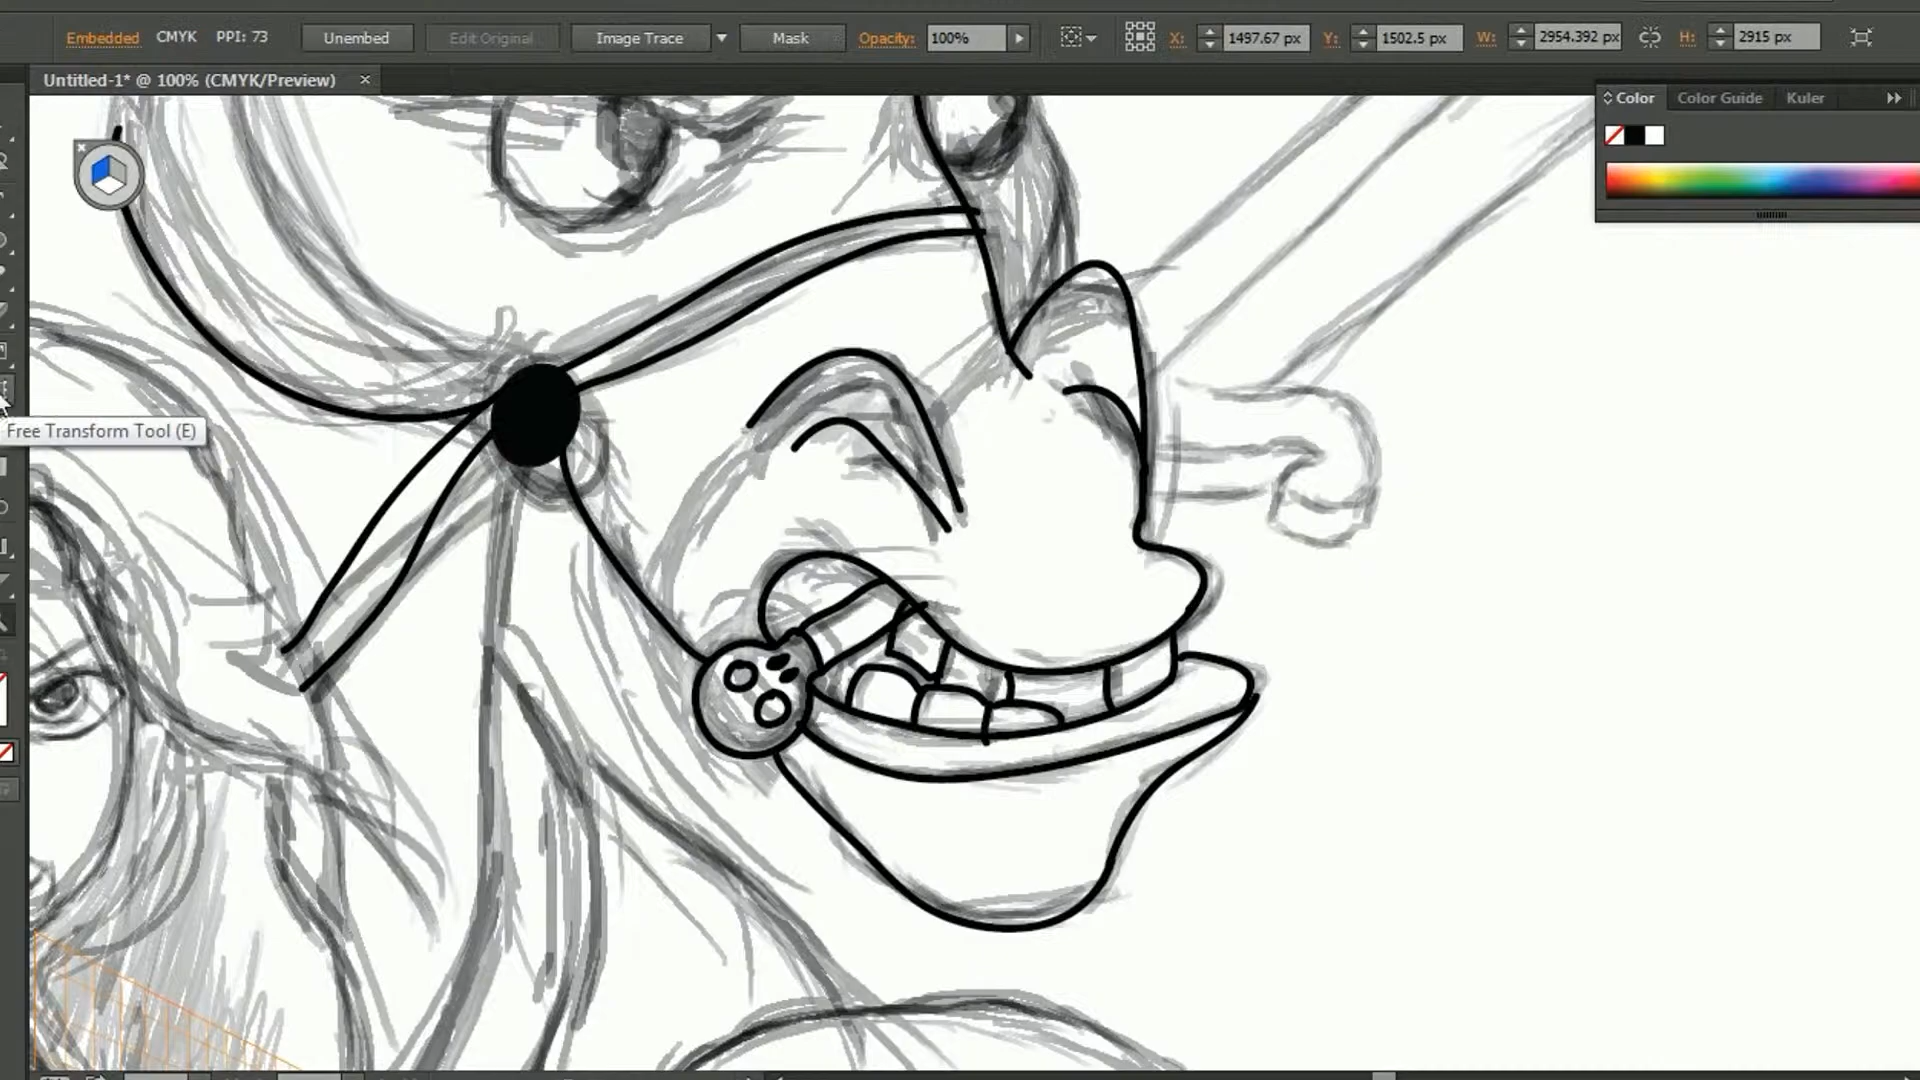 Embedded CMYK PPI: 73 Unembed Edit Original Image Trace Mask Opacity: 100% X: 1497.67 px Y: 1502.5 px W: 2954.392 px H: 2915 px
Untitled-1* @ 100% (CMYK/Preview) ×
Color Color Guide Kuler
Free Transform Tool (E)